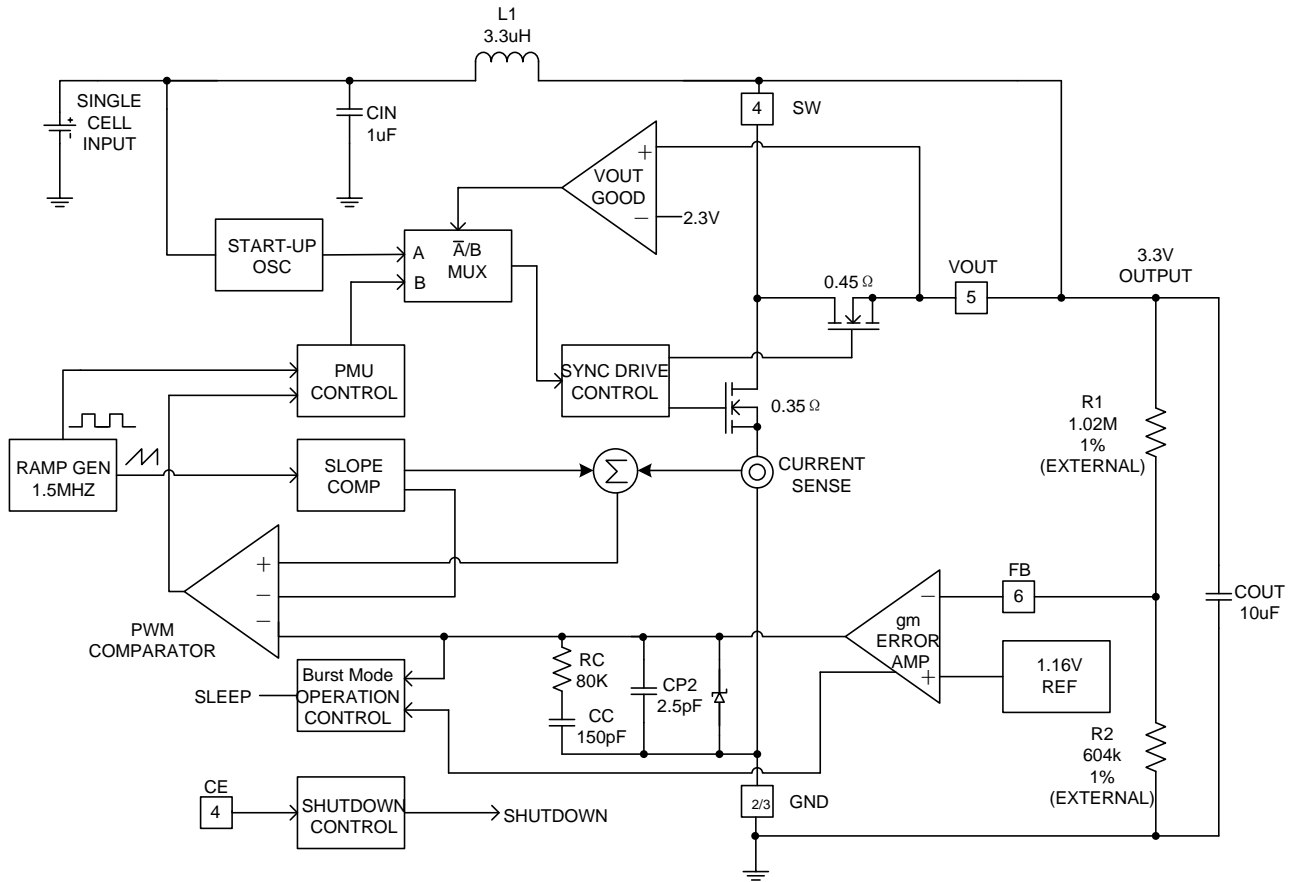 L1
3.3uH
SINGLE
CELL
INPUT
CIN
1uF
4
SW
+
-
VOUT
GOOD
+
−
2.3V
START-UP
OSC
A
B
A̅/B
MUX
0.45Ω
VOUT
5
3.3V
OUTPUT
PMU
CONTROL
SYNC DRIVE
CONTROL
0.35Ω
R1
1.02M
1%
(EXTERNAL)
RAMP GEN
1.5MHZ
SLOPE
COMP
Σ
CURRENT
SENSE
+
−
−
PWM
COMPARATOR
FB
6
COUT
10uF
−
gm
ERROR
AMP
+
1.16V
REF
Burst Mode
OPERATION
CONTROL
SLEEP
RC
80K
CC
150pF
CP2
2.5pF
R2
604k
1%
(EXTERNAL)
CE
4
SHUTDOWN
CONTROL
SHUTDOWN
2/3
GND